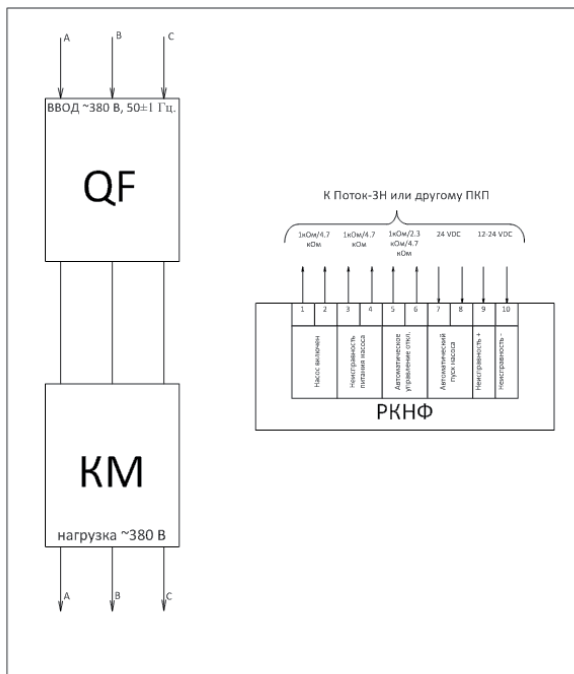 A
B
C
ВВОД ~380 В, 50±1 Гц.
QF
КМ
нагрузка ~380 В
A
B
C
К Поток-3Н или другому ПКП
1кОм/4.7
кОм
1кОм/4.7
кОм
1кОм/2.3
кОм/4.7
кОм
24 VDC
12-24 VDC
1
2
3
4
5
6
7
8
9
10
Насос включен
Неисправность
питания насоса
Автоматическое
управление откл.
Автоматический
пуск насоса
Неисправность +
Неисправность -
РКНФ